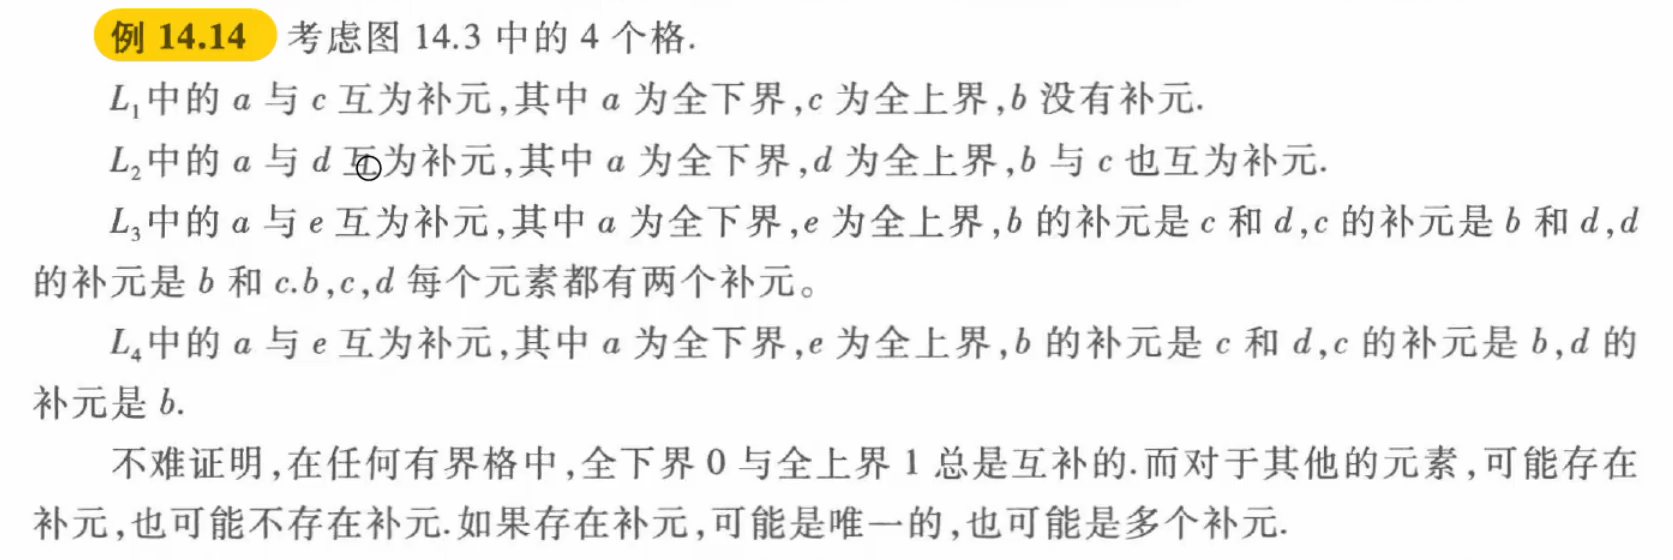 例 14.14 考虑图 14.3 中的 4 个格.
L₁中的 a 与 c 互为补元,其中 a 为全下界,c 为全上界,b 没有补元.
L₂中的 a 与 d 互为补元,其中 a 为全下界,d 为全上界,b 与 c 也互为补元.
L₃中的 a 与 e 互为补元,其中 a 为全下界,e 为全上界,b 的补元是 c 和 d,c 的补元是 b 和 d,d
的补元是 b 和 c.b,c,d 每个元素都有两个补元。
L₄中的 a 与 e 互为补元,其中 a 为全下界,e 为全上界,b 的补元是 c 和 d,c 的补元是 b,d 的
补元是 b.
不难证明,在任何有界格中,全下界 0 与全上界 1 总是互补的.而对于其他的元素,可能存在
补元,也可能不存在补元.如果存在补元,可能是唯一的,也可能是多个补元.